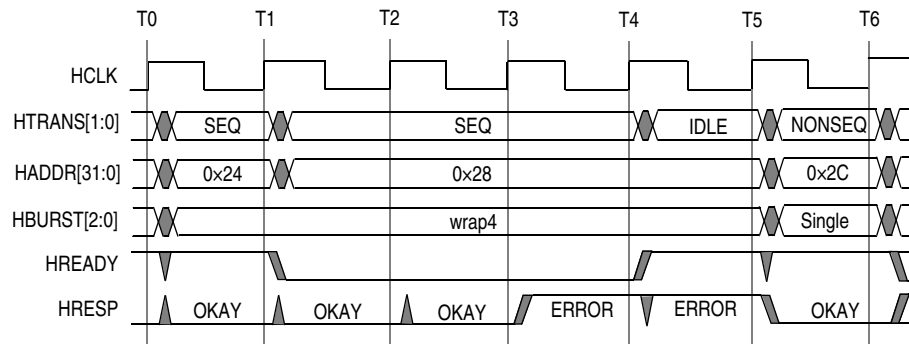 T0 T1 T2 T3 T4 T5 T6
HCLK
HTRANS[1:0] SEQ SEQ IDLE NONSEQ
HADDR[31:0] 0×24 0×28 0×2C
HBURST[2:0] wrap4 Single
HREADY
HRESP OKAY OKAY OKAY ERROR ERROR OKAY